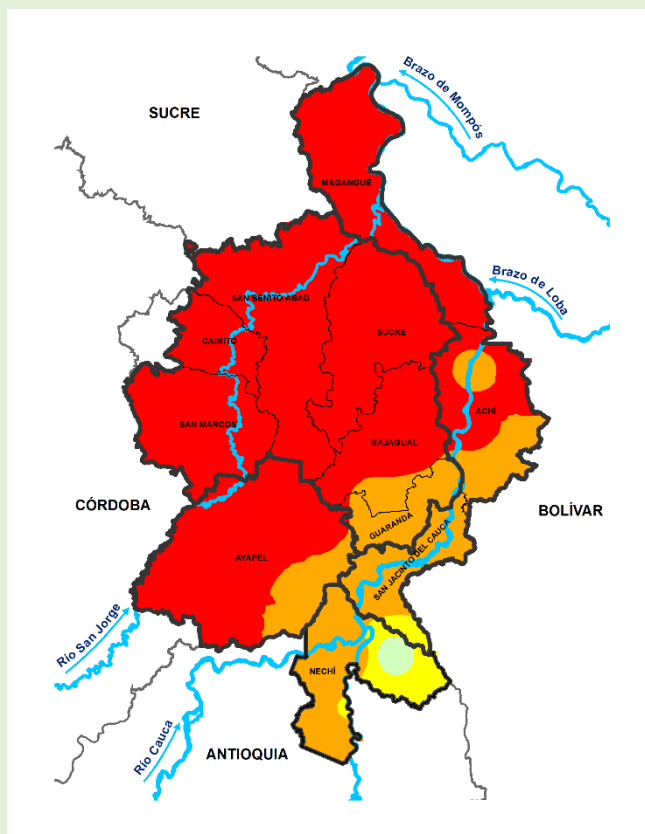 Brazo de
Mompós
SUCRE
MAGANGUÉ
Brazo de
Loba
SAN BENITO ABAD
SUCRE
CAIMITO
ACHÍ
SAN MARCOS
MAJAGUAL
CÓRDOBA
BOLÍVAR
GUARANDA
AYAPEL
SAN JACINTO DEL CAUCA
Río San Jorge
NECHÍ
Río Cauca
ANTIOQUIA